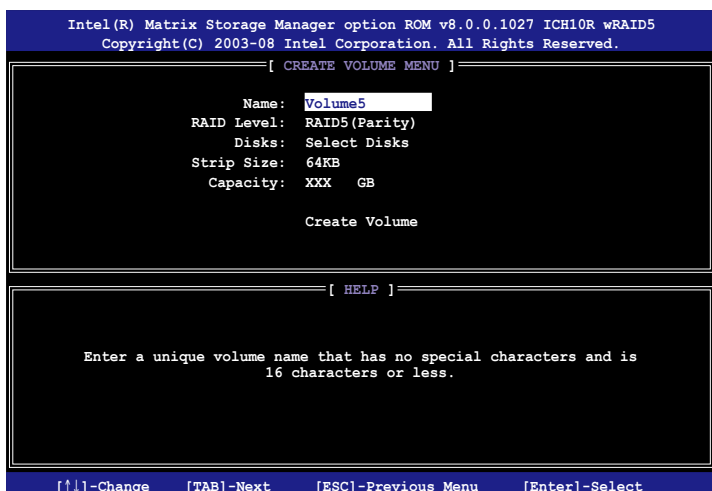 Intel(R) Matrix Storage Manager option ROM v8.0.0.1027 ICH10R wRAID5
Copyright(C) 2003-08 Intel Corporation. All Rights Reserved.
[ CREATE VOLUME MENU ]
Name: Volume5
RAID Level: RAID5(Parity)
Disks: Select Disks
Strip Size: 64KB
Capacity: XXX GB
Create Volume
[ HELP ]
Enter a unique volume name that has no special characters and is
16 characters or less.
[↑↓]-Change [TAB]-Next [ESC]-Previous Menu [Enter]-Select